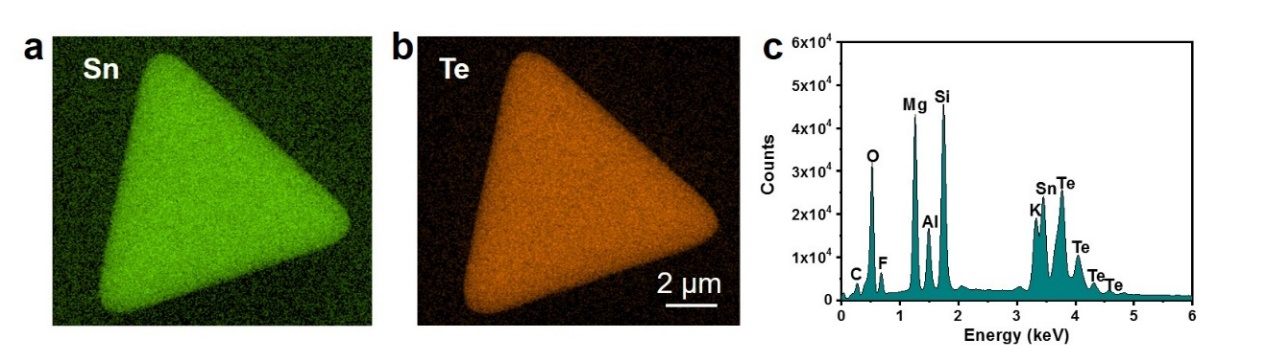 a
Sn
b
Te
2 μm
c
6x10⁴
5x10⁴
4x10⁴
3x10⁴
2x10⁴
1x10⁴
0
Counts
C
O
F
Mg
Al
Si
K
Sn
Te
Te
Te
Te
0 1 2 3 4 5 6
Energy (keV)